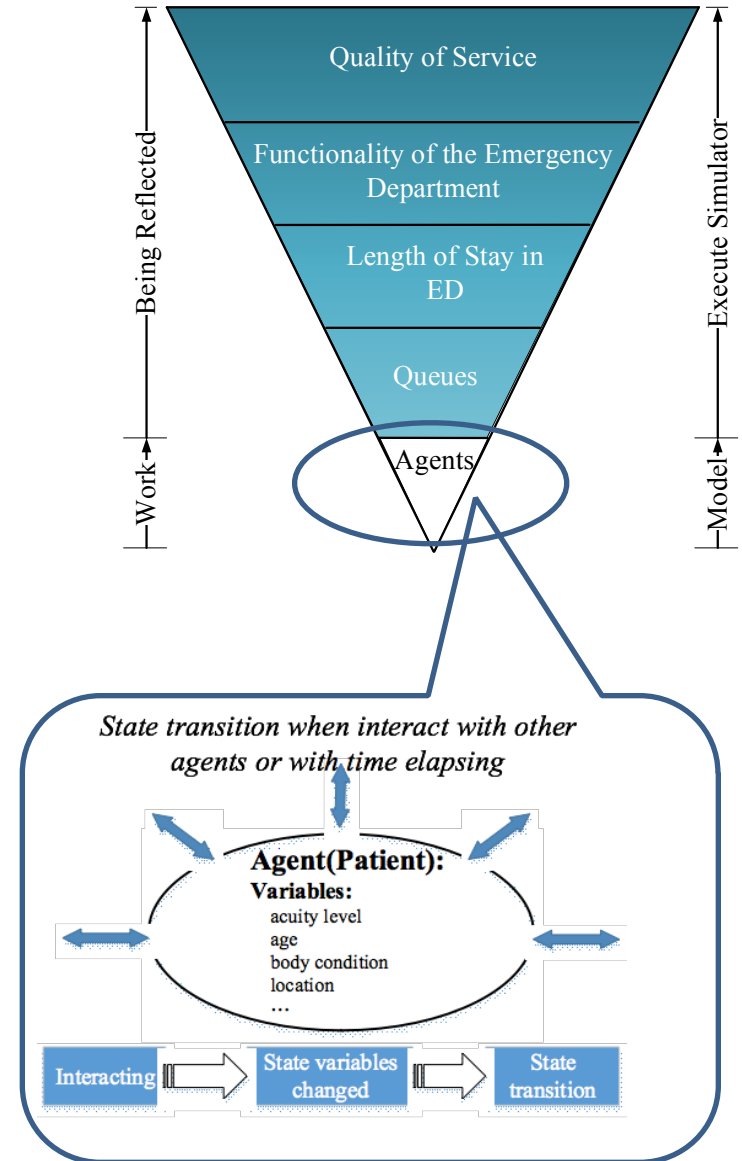 Quality of Service
Functionality of the Emergency
Department
Length of Stay in
ED
Queues
Agents
Being Reflected
Work
Execute Simulator
Model
State transition when interact with other
agents or with time elapsing
Agent(Patient):
Variables:
acuity level
age
body condition
location
...
Interacting
State variables
changed
State
transition